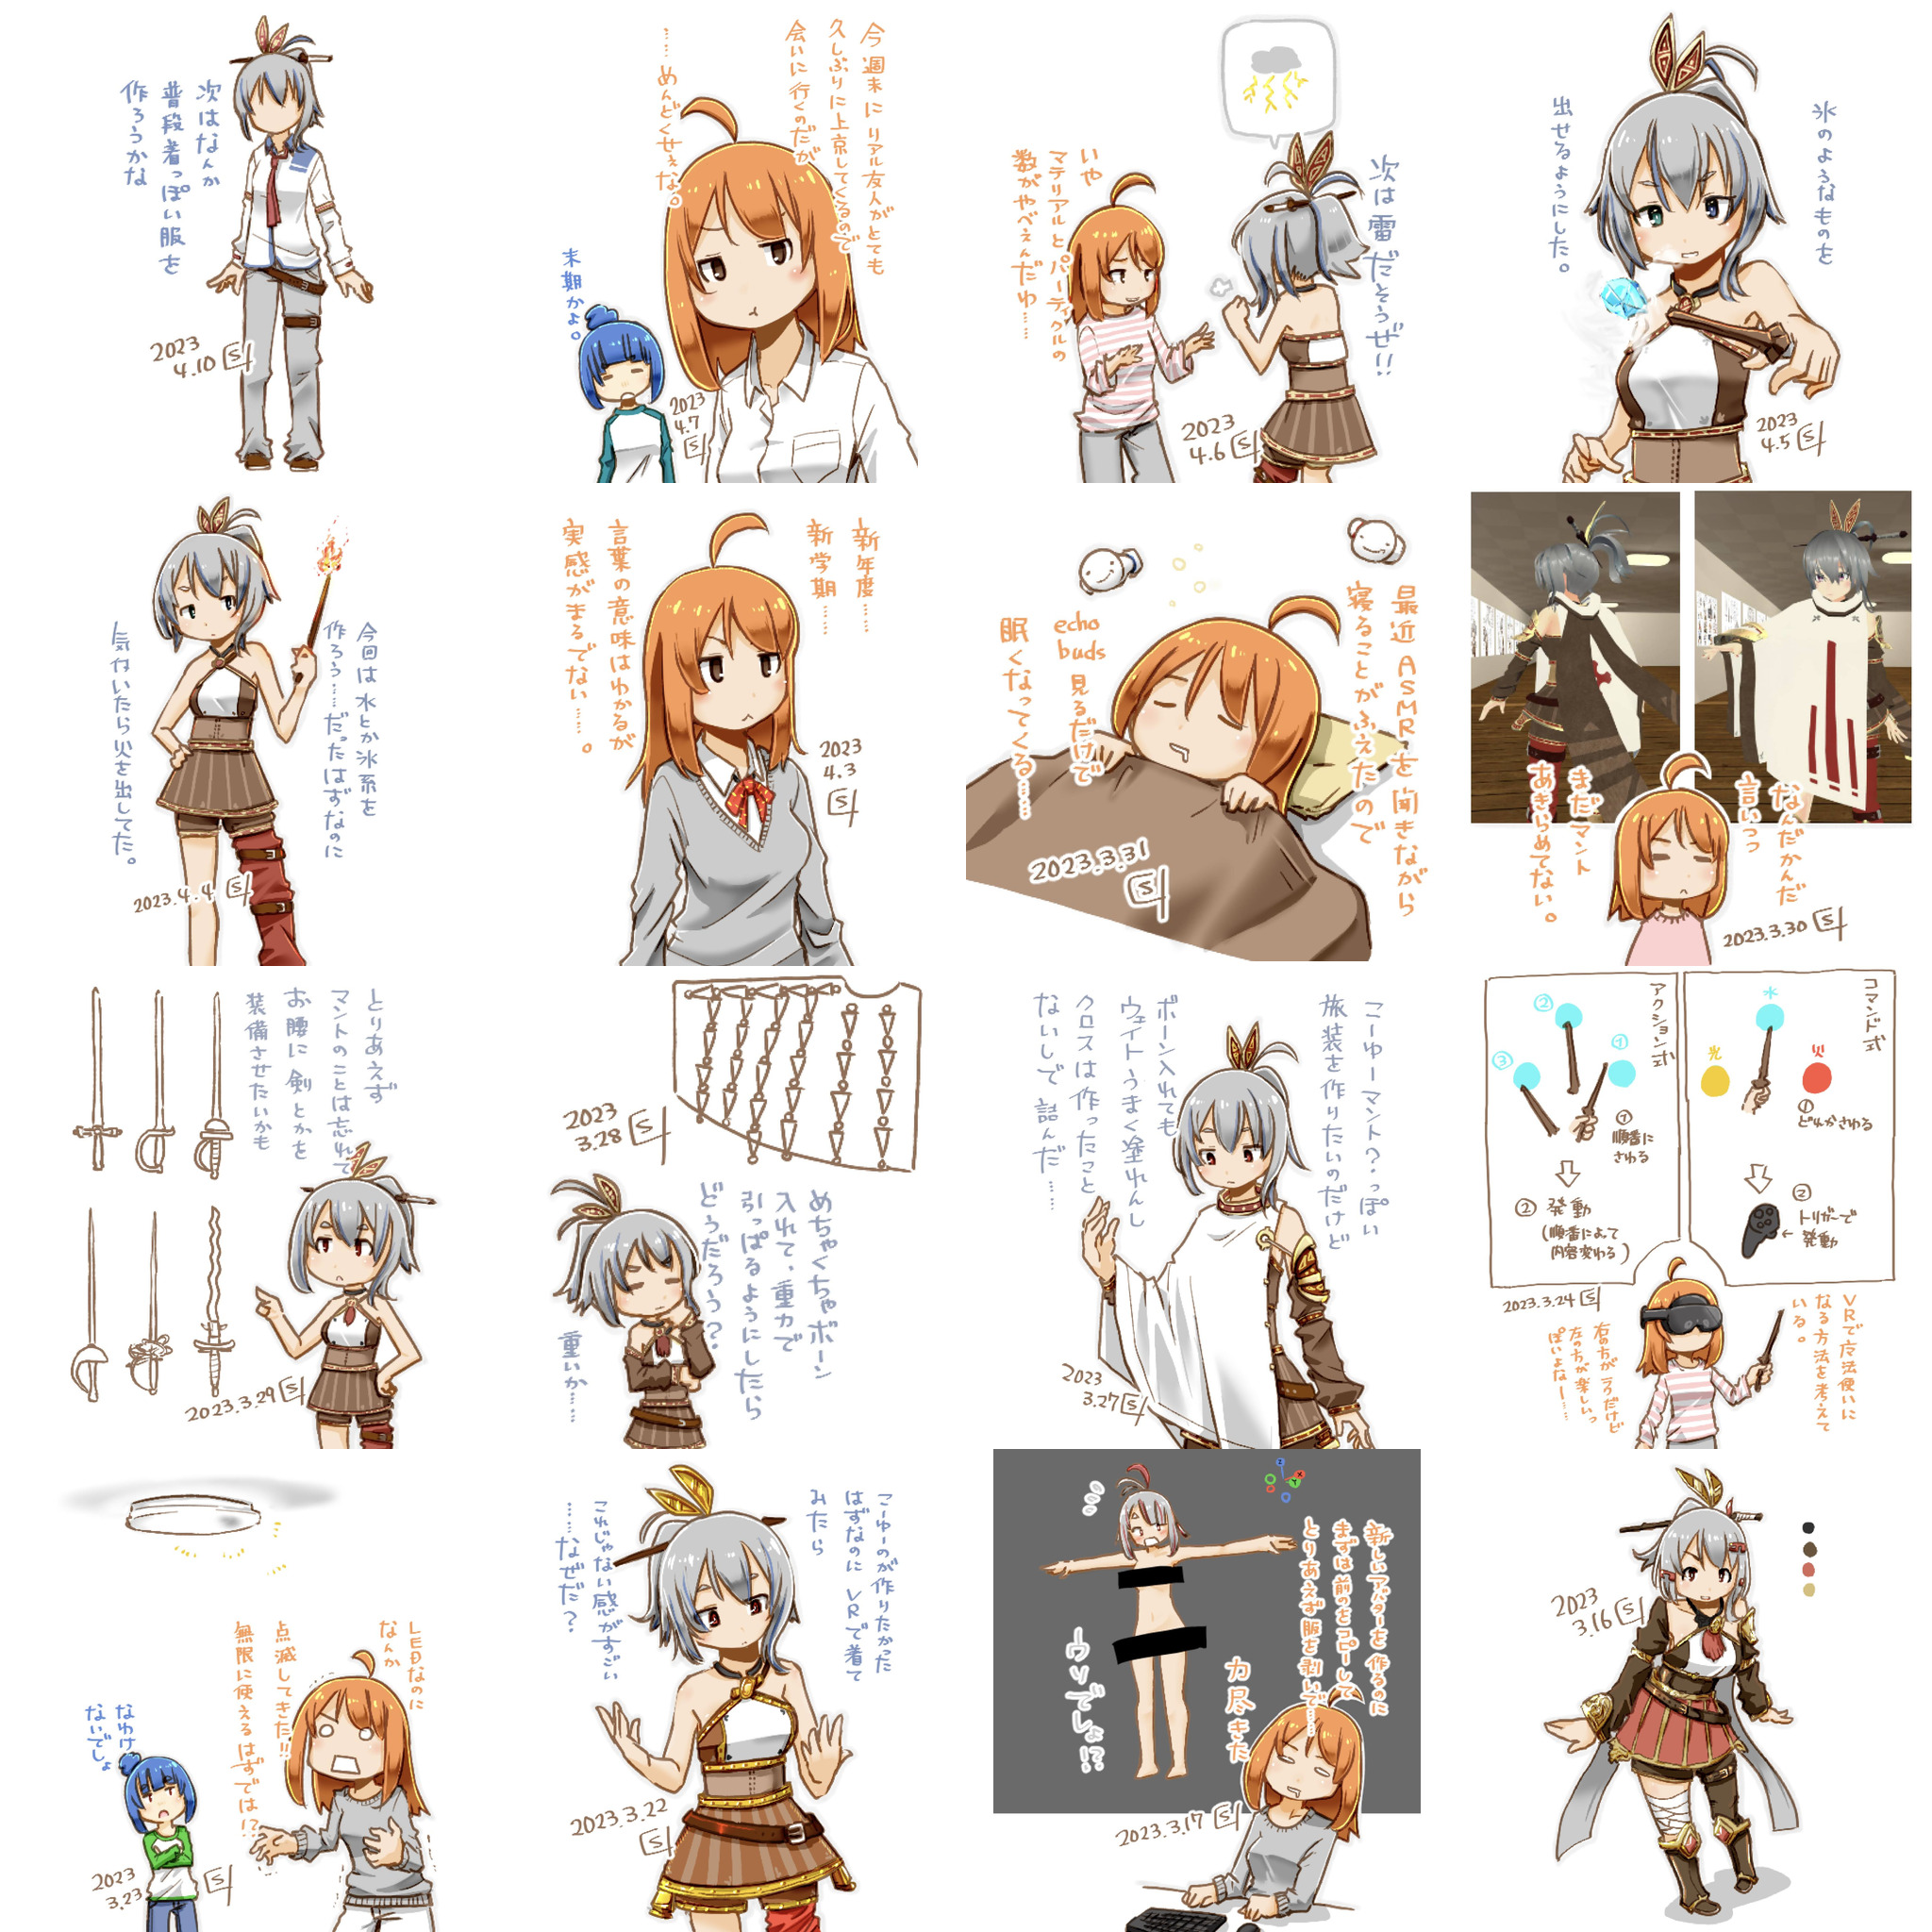 次はなんか
普段着っぽい服を
作ろうかな
2023
4.10
今週末にリアル友人がとても
久しぶりに上京してくるので
会いに行くのだが
……めんどくせぇな。
末期かよ。
2023
4.7
次は雷だそうぜ!!
いや
マテリアルとパーティクルの
数がやべえんだわ……
2023
4.6
氷のようなものを
出せるようにした。
2023
4.5
今回は水とか氷系を
作ろう……だったはずなのに
気付いたら火を出してた。
2023.4.4
新年度……
新学期……
言葉の意味はわかるが
実感がまるでない……。
2023
4.3
最近ASMRを聞きながら
寝ることがふえたので
echo
buds
見るだけで
眠くなってくる……
2023.3.31
なんだかんだ
言いつつ
まだマント
あきらめてない。
2023.3.30
とりあえず
マントのことは忘れて
お腰に剣とかを
装備させたいかも
2023.3.29
2023
3.28
めちゃくちゃボーン
入れて、重力で
引っぱるようにしたら
どうだろう?
重いか……
こーゆーマント?っぽい
旅装を作りたいのだけど
ボーン入れても
ウェイトうまく塗れんし
クロスは作ったこと
ないしで詰んだ……
2023
3.27
コマンド式
水
光
火
① どれかさわる
② トリガーで
発動
アクション式
②
①
③
① 順番に
さわる
② 発動
(順番によって
内容変わる)
2023.3.24
VRで魔法使いに
なる方法を考えて
いる。
右の方がラクだけど
左の方が楽しいっ
ぽいよなー……
LEDなのに
なんか
点滅してきた!!
無限に使えるはずでは!?
なわけ
ないでしょ
2023
3.23
こーゆーのが作りたかった
はずなのにVRで着て
みたら
これじゃない感がすごい
……なぜだ?
2023.3.22
新しいアバターを作るのに
まずは前のをコピーして
とりあえず服を剥いで……
力尽きた
ウソでしょ!?
2023.3.17
2023
3.16